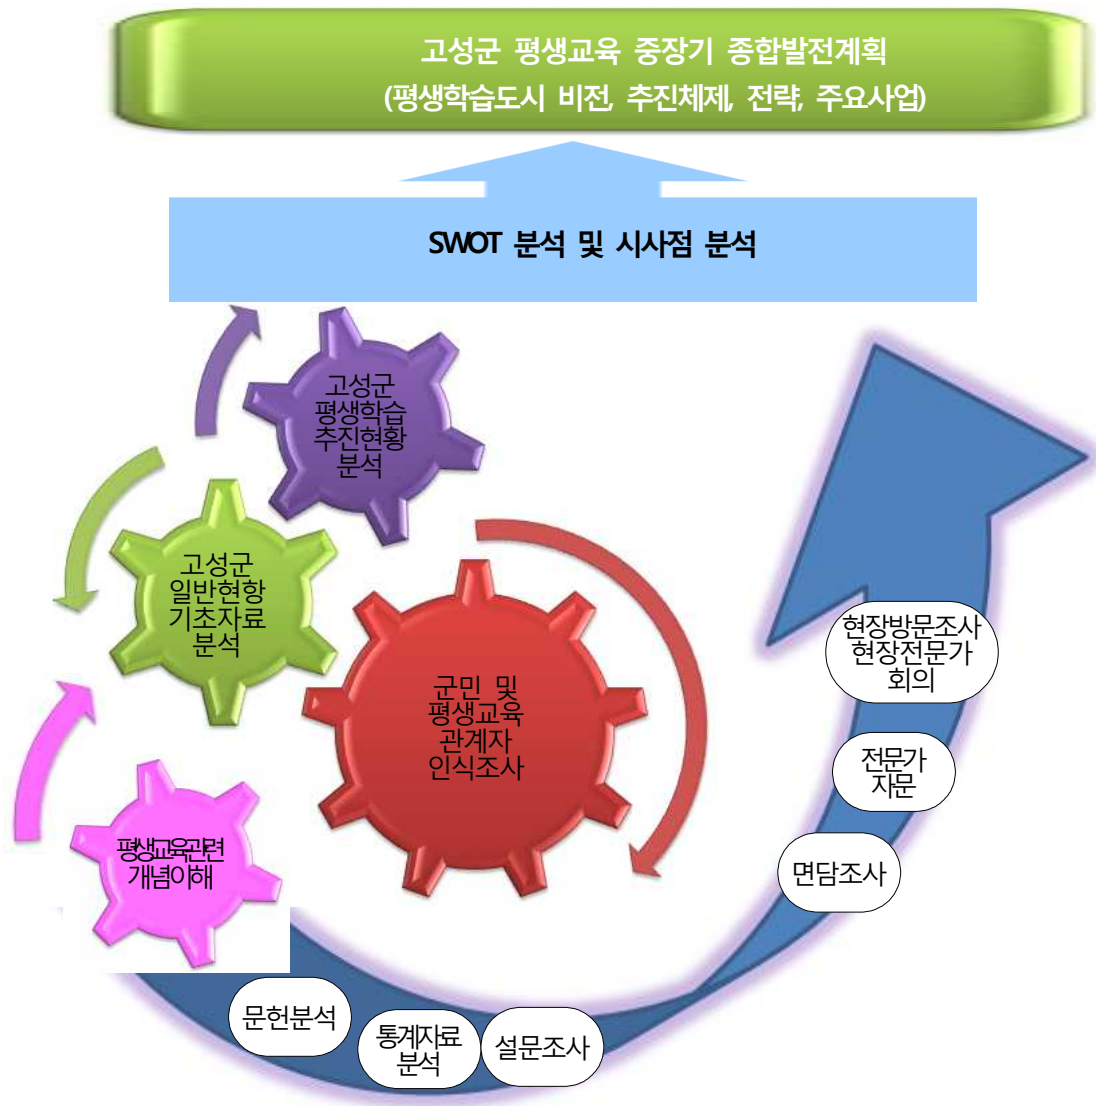 고성군 평생교육 중장기 종합발전계획
(평생학습도시 비전, 추진체제, 전략, 주요사업)
SWOT 분석 및 시사점 분석
고성군
평생학습
추진현황
분석
고성군
일반현항
기초자료
분석
군민 및
평생교육
관계자
인식조사
평생교육관련
개념이해
현장방문조사
현장전문가
회의
전문가
자문
면담조사
문헌분석
통계자료
분석
설문조사